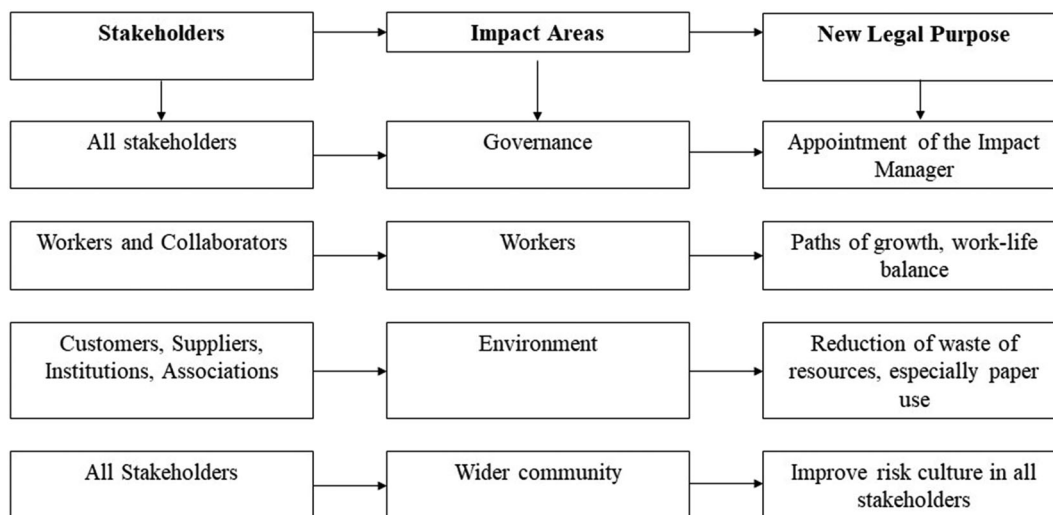 Stakeholders
Impact Areas
New Legal Purpose
All stakeholders
Governance
Appointment of the Impact
Manager
Workers and Collaborators
Workers
Paths of growth, work-life
balance
Customers, Suppliers,
Institutions, Associations
Environment
Reduction of waste of
resources, especially paper
use
All Stakeholders
Wider community
Improve risk culture in all
stakeholders